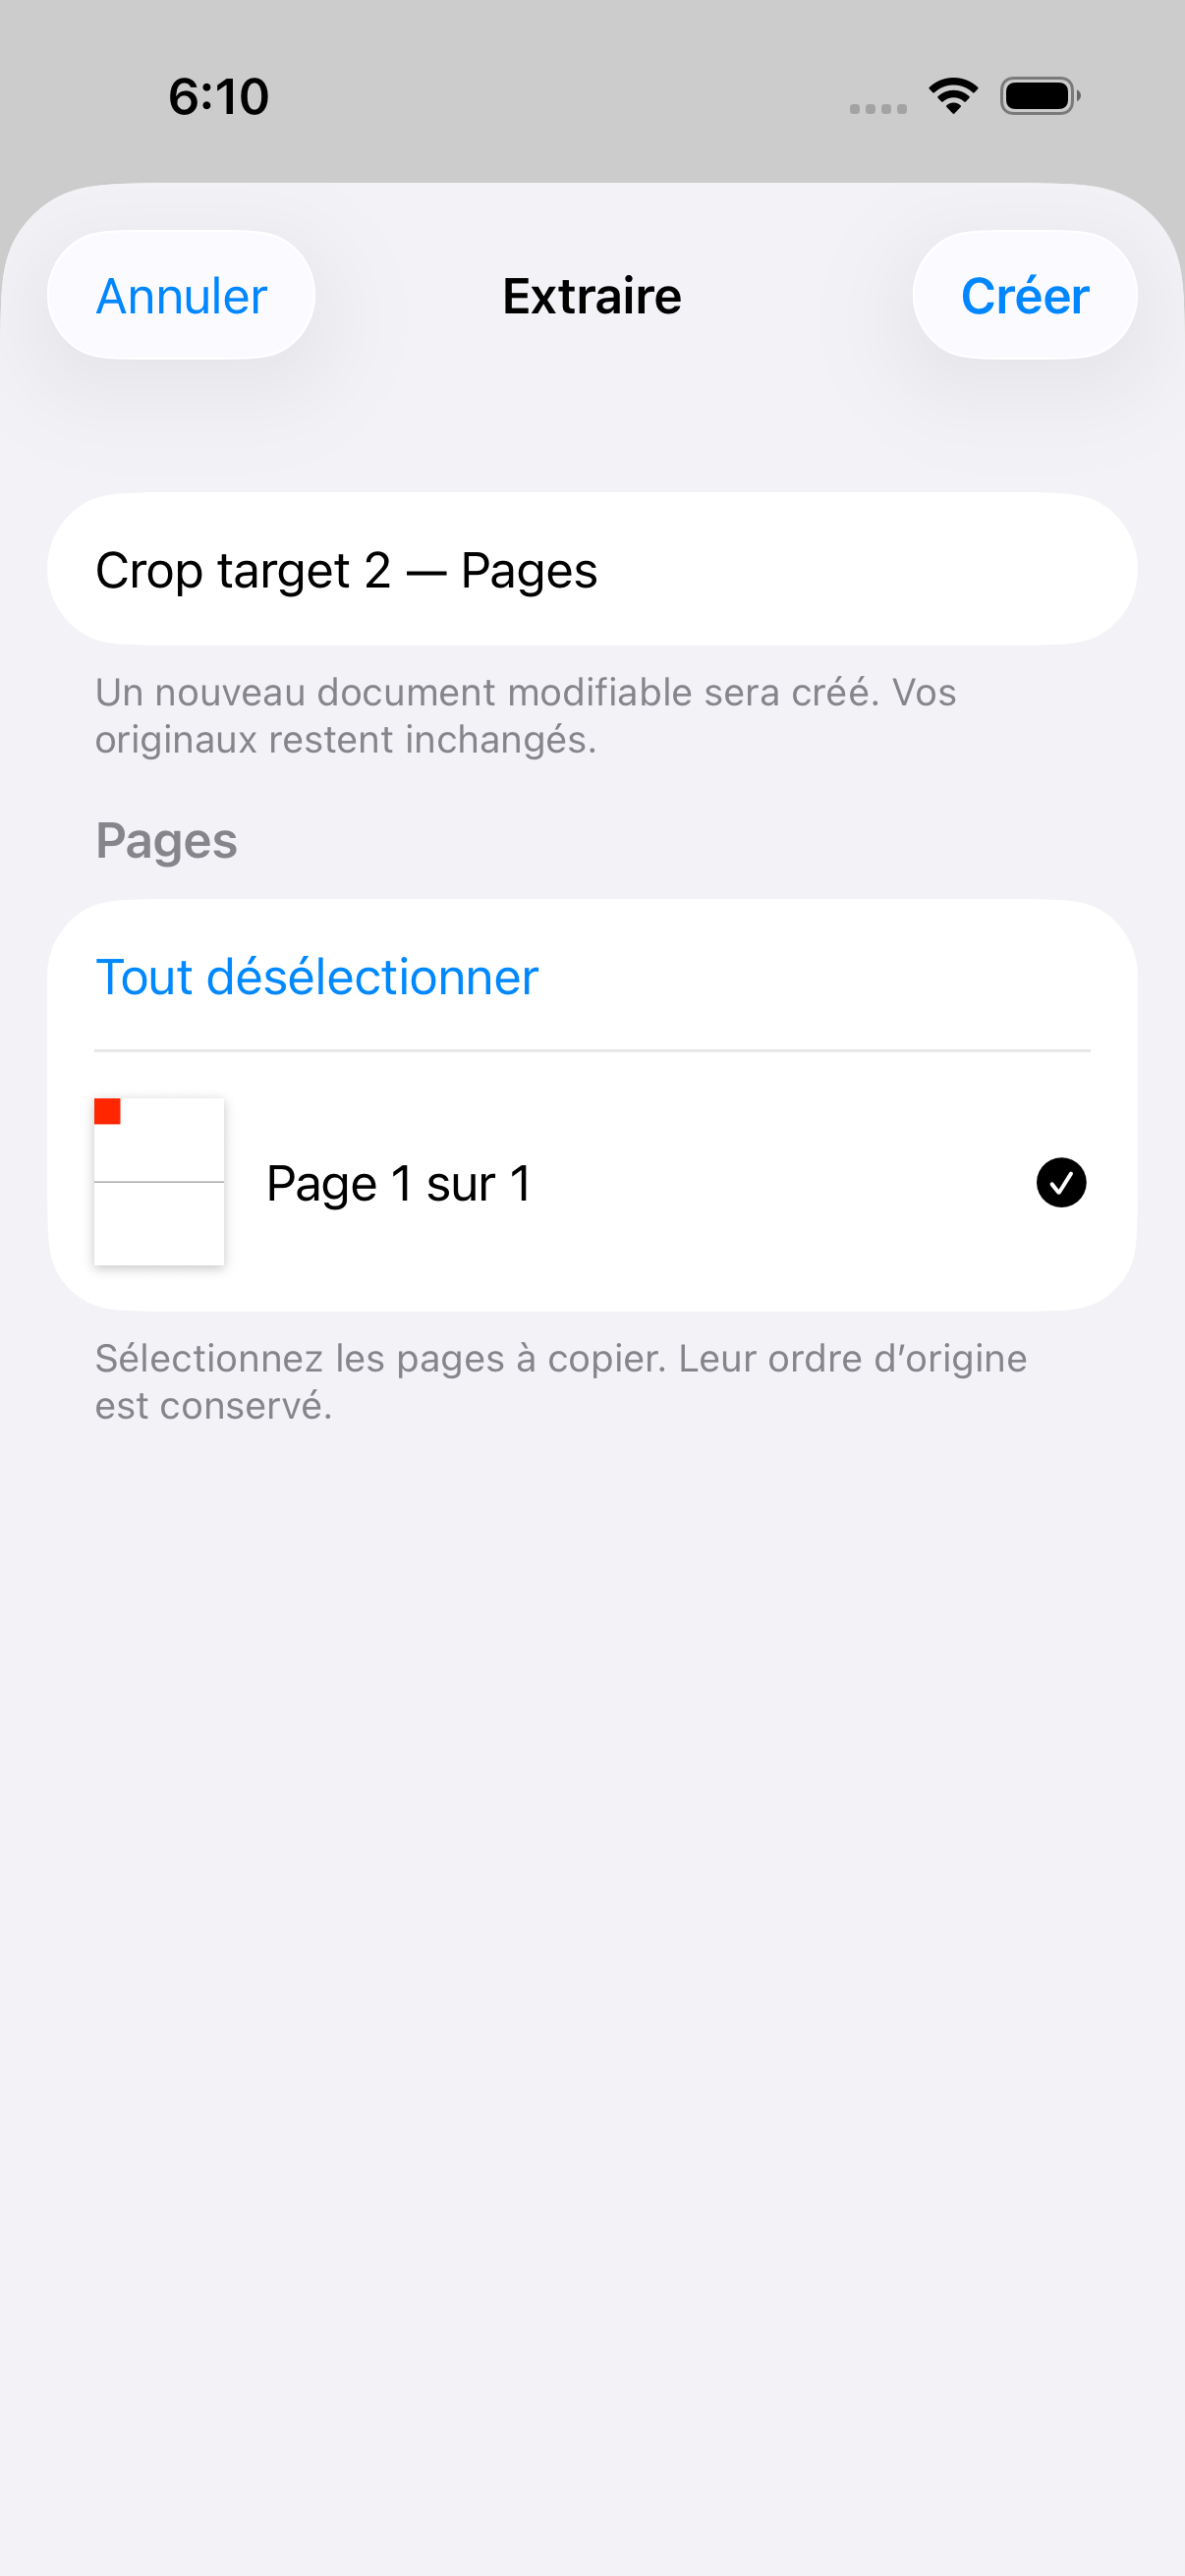 6:10
Annuler
Extraire
Créer
Crop target 2 — Pages
Un nouveau document modifiable sera créé. Vos
originaux restent inchangés.
Pages
Tout désélectionner
Page 1 sur 1
Sélectionnez les pages à copier. Leur ordre d’origine
est conservé.